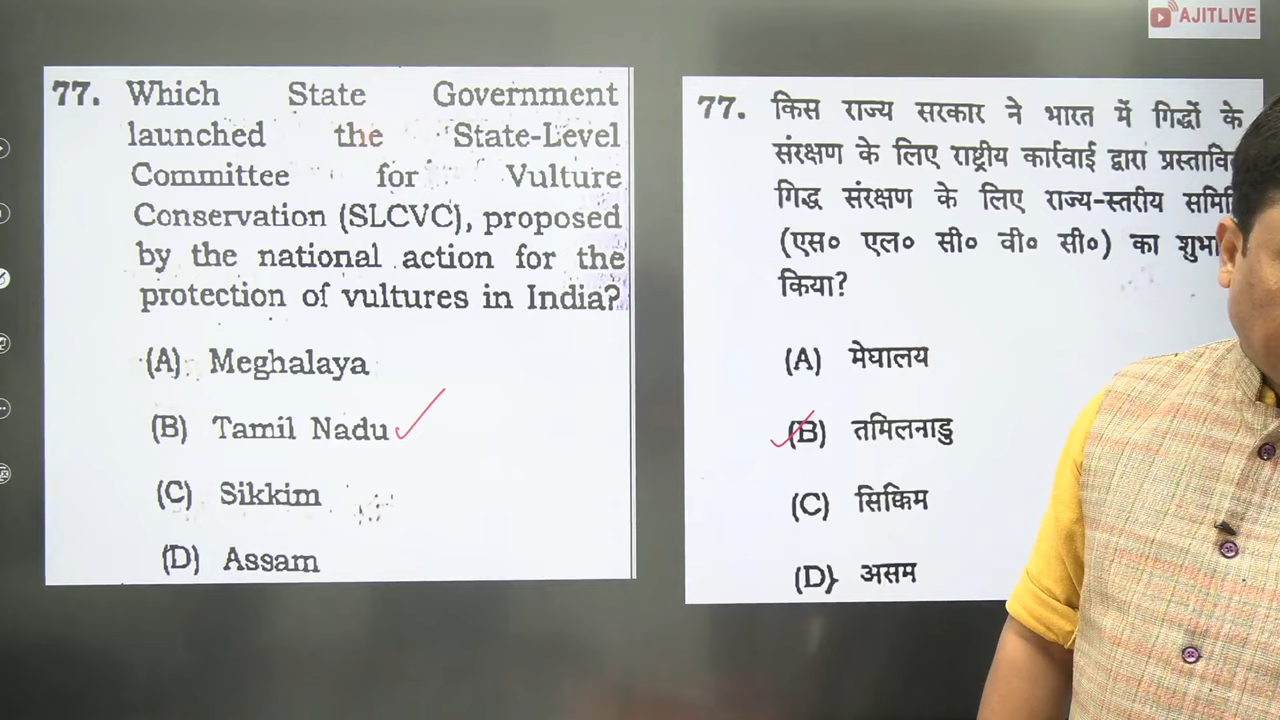 AJITLIVE
77. Which State Government
launched the State-Level
Committee for Vulture
Conservation (SLCVC), proposed
by the national action for the
protection of vultures in India?
(A) Meghalaya
(B) Tamil Nadu
(C) Sikkim
(D) Assam
77. किस राज्य सरकार ने भारत में गिद्धों के
संरक्षण के लिए राष्ट्रीय कार्रवाई द्वारा
गिद्ध संरक्षण के लिए राज्य-स्तरीय
(एस० एल० सी० वी० सी०) का
किया?
(A) मेघालय
(B) तमिलनाडु
(C) सिक्किम
(D} असम